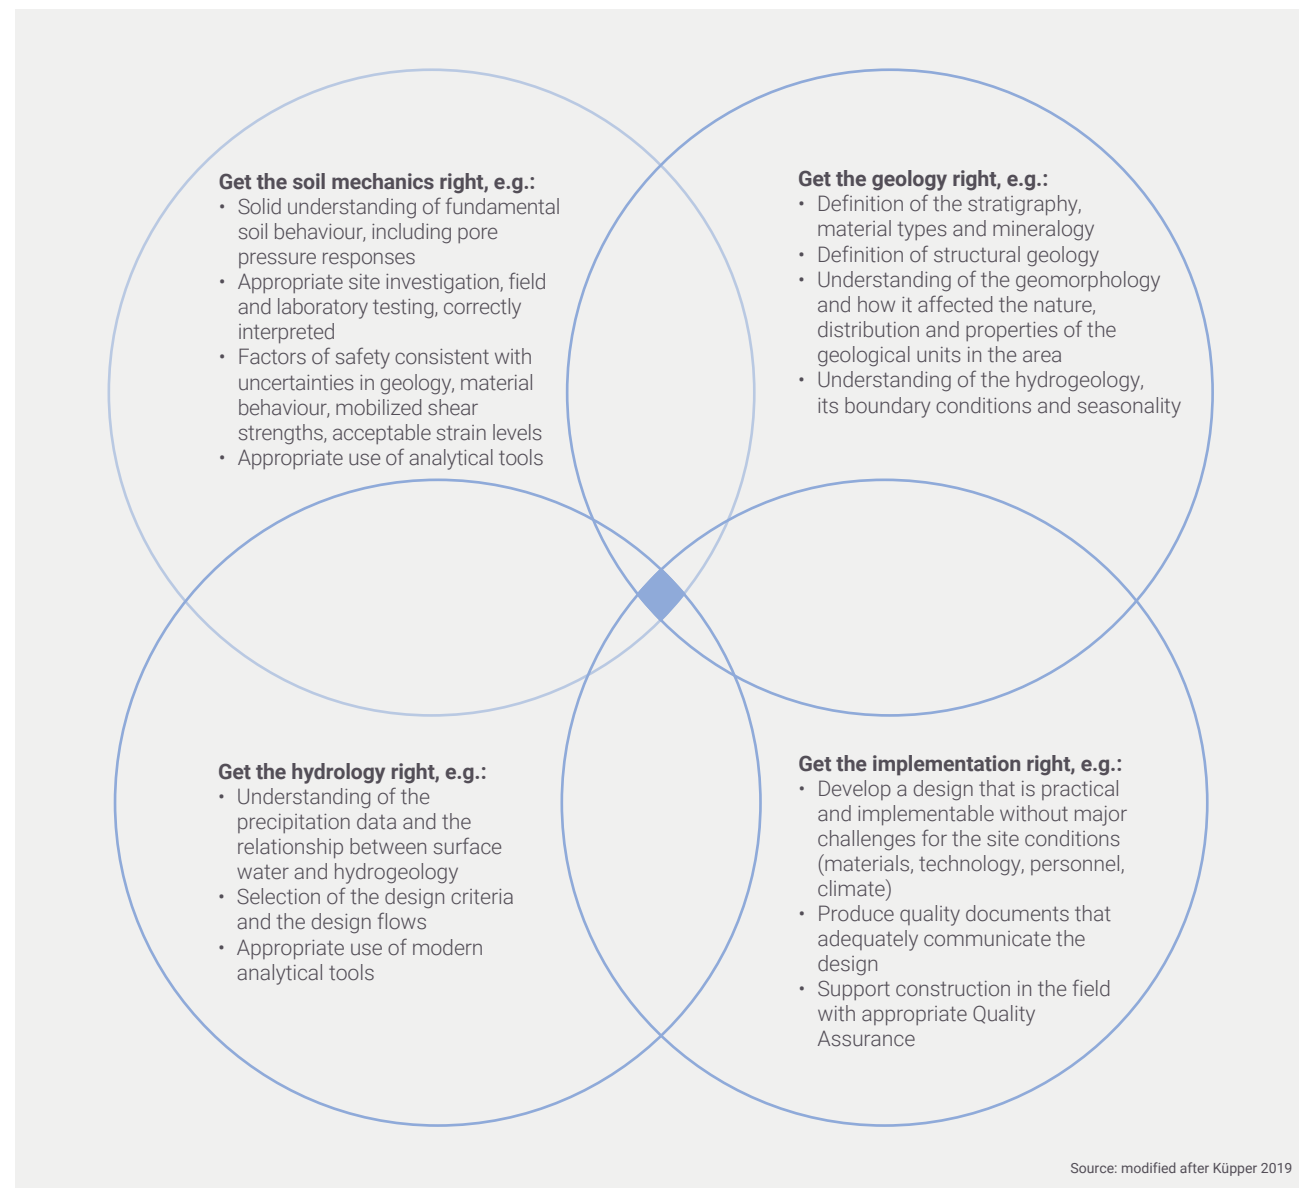 Get the soil mechanics right, e.g.:
• Solid understanding of fundamental
soil behaviour, including pore
pressure responses
• Appropriate site investigation, field
and laboratory testing, correctly
interpreted
• Factors of safety consistent with
uncertainties in geology, material
behaviour, mobilized shear
strengths, acceptable strain levels
• Appropriate use of analytical tools
Get the geology right, e.g.:
• Definition of the stratigraphy,
material types and mineralogy
• Definition of structural geology
• Understanding of the geomorphology
and how it affected the nature,
distribution and properties of the
geological units in the area
• Understanding of the hydrogeology,
its boundary conditions and seasonality
Get the hydrology right, e.g.:
• Understanding of the
precipitation data and the
relationship between surface
water and hydrogeology
• Selection of the design criteria
and the design flows
• Appropriate use of modern
analytical tools
Get the implementation right, e.g.:
• Develop a design that is practical
and implementable without major
challenges for the site conditions
(materials, technology, personnel,
climate)
• Produce quality documents that
adequately communicate the
design
• Support construction in the field
with appropriate Quality
Assurance
Source: modified after Küpper 2019